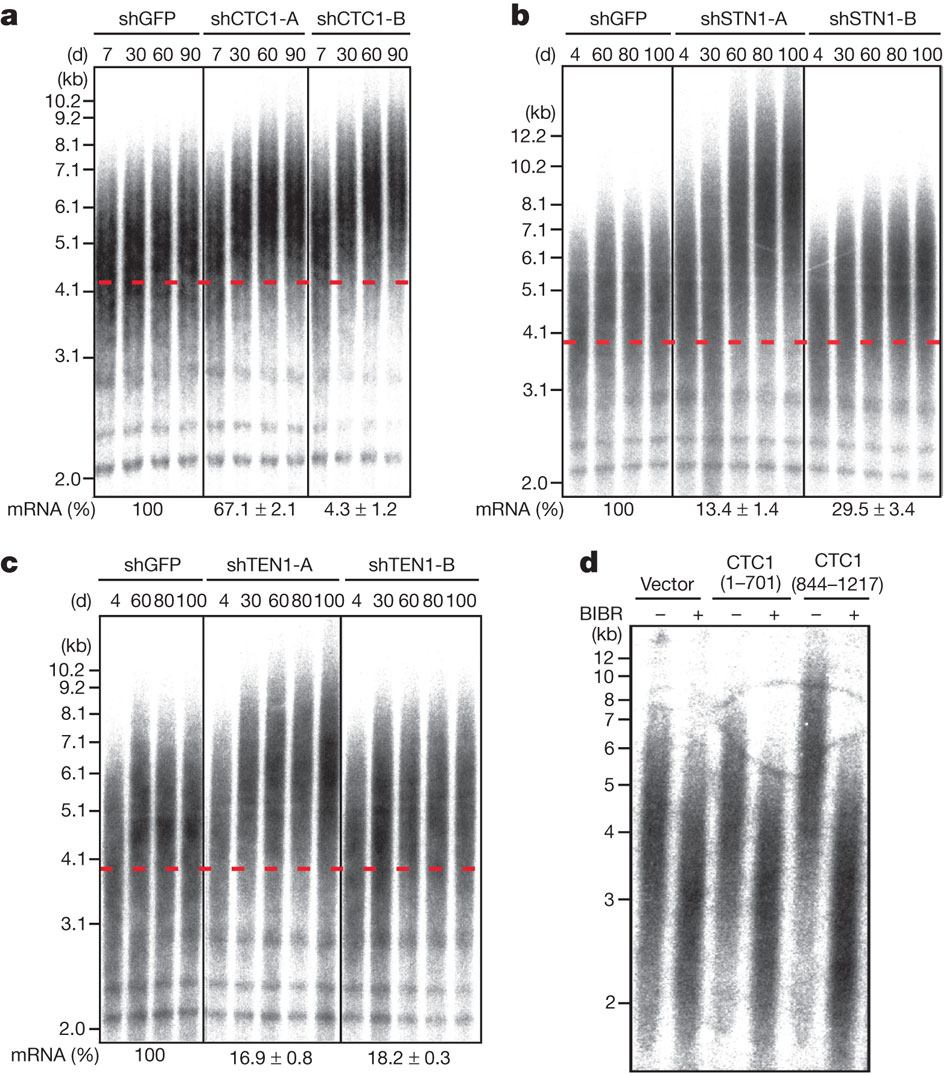 a
shGFP shCTC1-A shCTC1-B
(d) 7 30 60 90 7 30 60 90 7 30 60 90
(kb)
10.2
9.2
8.1
7.1
6.1
5.1
4.1
3.1
2.0
mRNA (%) 100 67.1 ± 2.1 4.3 ± 1.2
b
shGFP shSTN1-A shSTN1-B
(d) 4 60 80 100 4 30 60 80 100 4 30 60 80 100
(kb)
12.2
10.2
8.1
7.1
6.1
5.1
4.1
3.1
2.0
mRNA (%) 100 13.4 ± 1.4 29.5 ± 3.4
c
shGFP shTEN1-A shTEN1-B
(d) 4 60 80 100 4 30 60 80 100 4 30 60 80 100
(kb)
10.2
9.2
8.1
7.1
6.1
5.1
4.1
3.1
2.0
mRNA (%) 100 16.9 ± 0.8 18.2 ± 0.3
d
Vector CTC1 (1–701) CTC1 (844–1217)
BIBR – + – + – +
(kb)
12
10
8
7
6
5
4
3
2